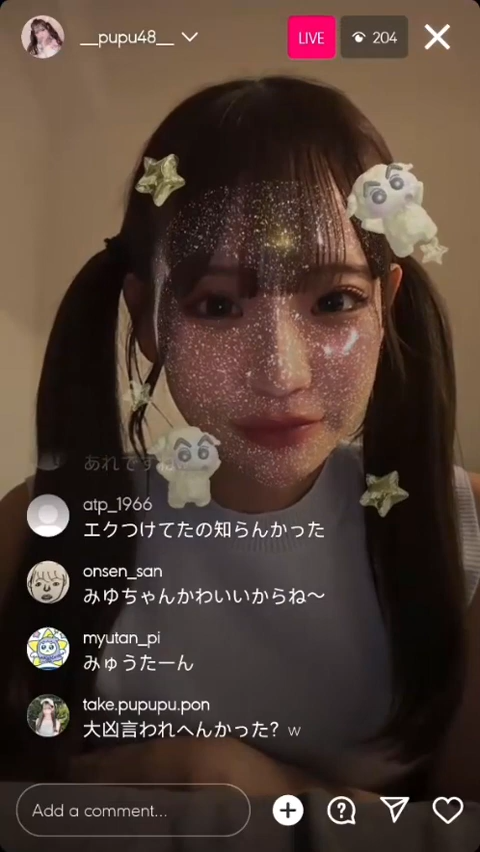 __pupu48__
LIVE
204
あれですね
atp_1966
エクつけてたの知らんかった
onsen_san
みゆちゃんかわいいからね〜
myutan_pi
みゅうたーん
take.pupupu.pon
大凶言われへんかった？ w
Add a comment...